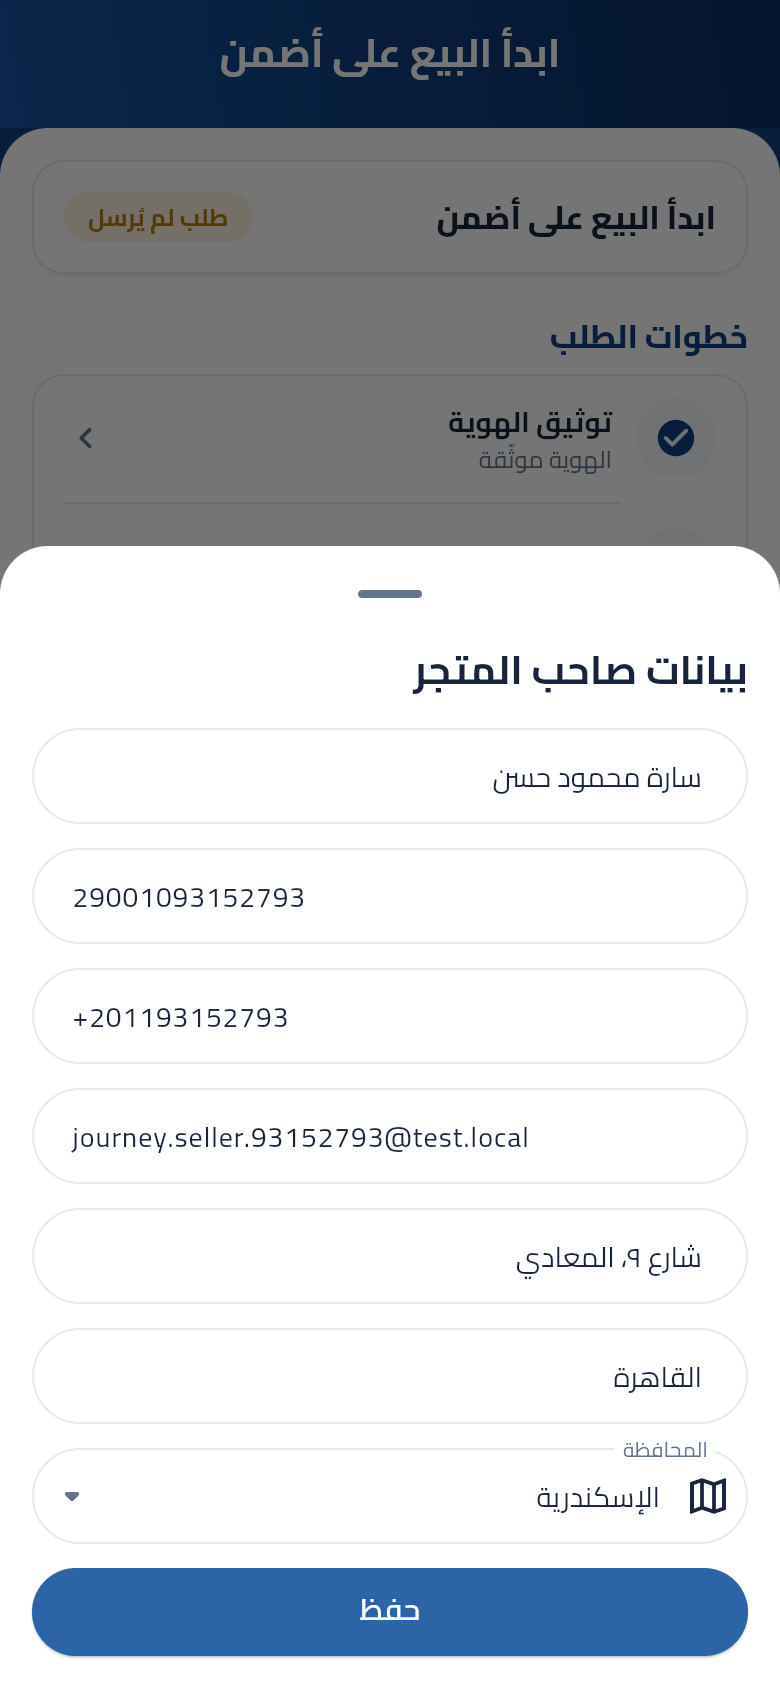 ابدأ البيع على أضمن
ابدأ البيع على أضمن
طلب لم يُرسل
خطوات الطلب
توثيق الهوية
الهوية موثّقة
بيانات صاحب المتجر
سارة محمود حسن
29001093152793
+201193152793
journey.seller.93152793@test.local
شارع ٩، المعادي
القاهرة
المحافظة
الإسكندرية
حفظ